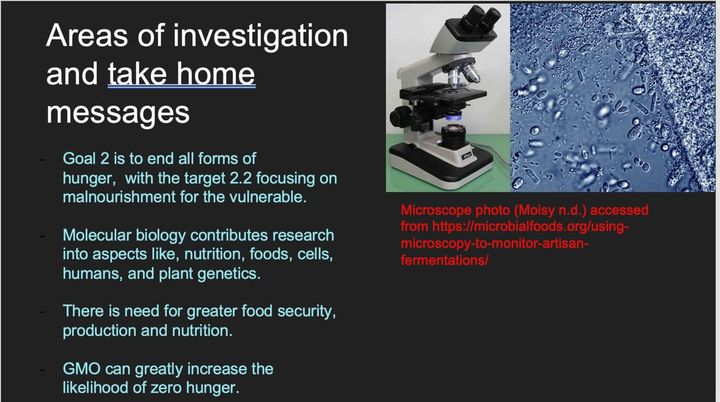 Areas of investigation
and take home
messages
- Goal 2 is to end all forms of
hunger, with the target 2.2 focusing on
malnourishment for the vulnerable.
- Molecular biology contributes research
into aspects like, nutrition, foods, cells,
humans, and plant genetics.
- There is need for greater food security,
production and nutrition.
- GMO can greatly increase the
likelihood of zero hunger.
Microscope photo (Moisy n.d.) accessed
from https://microbialfoods.org/using-
microscopy-to-monitor-artisan-
fermentations/